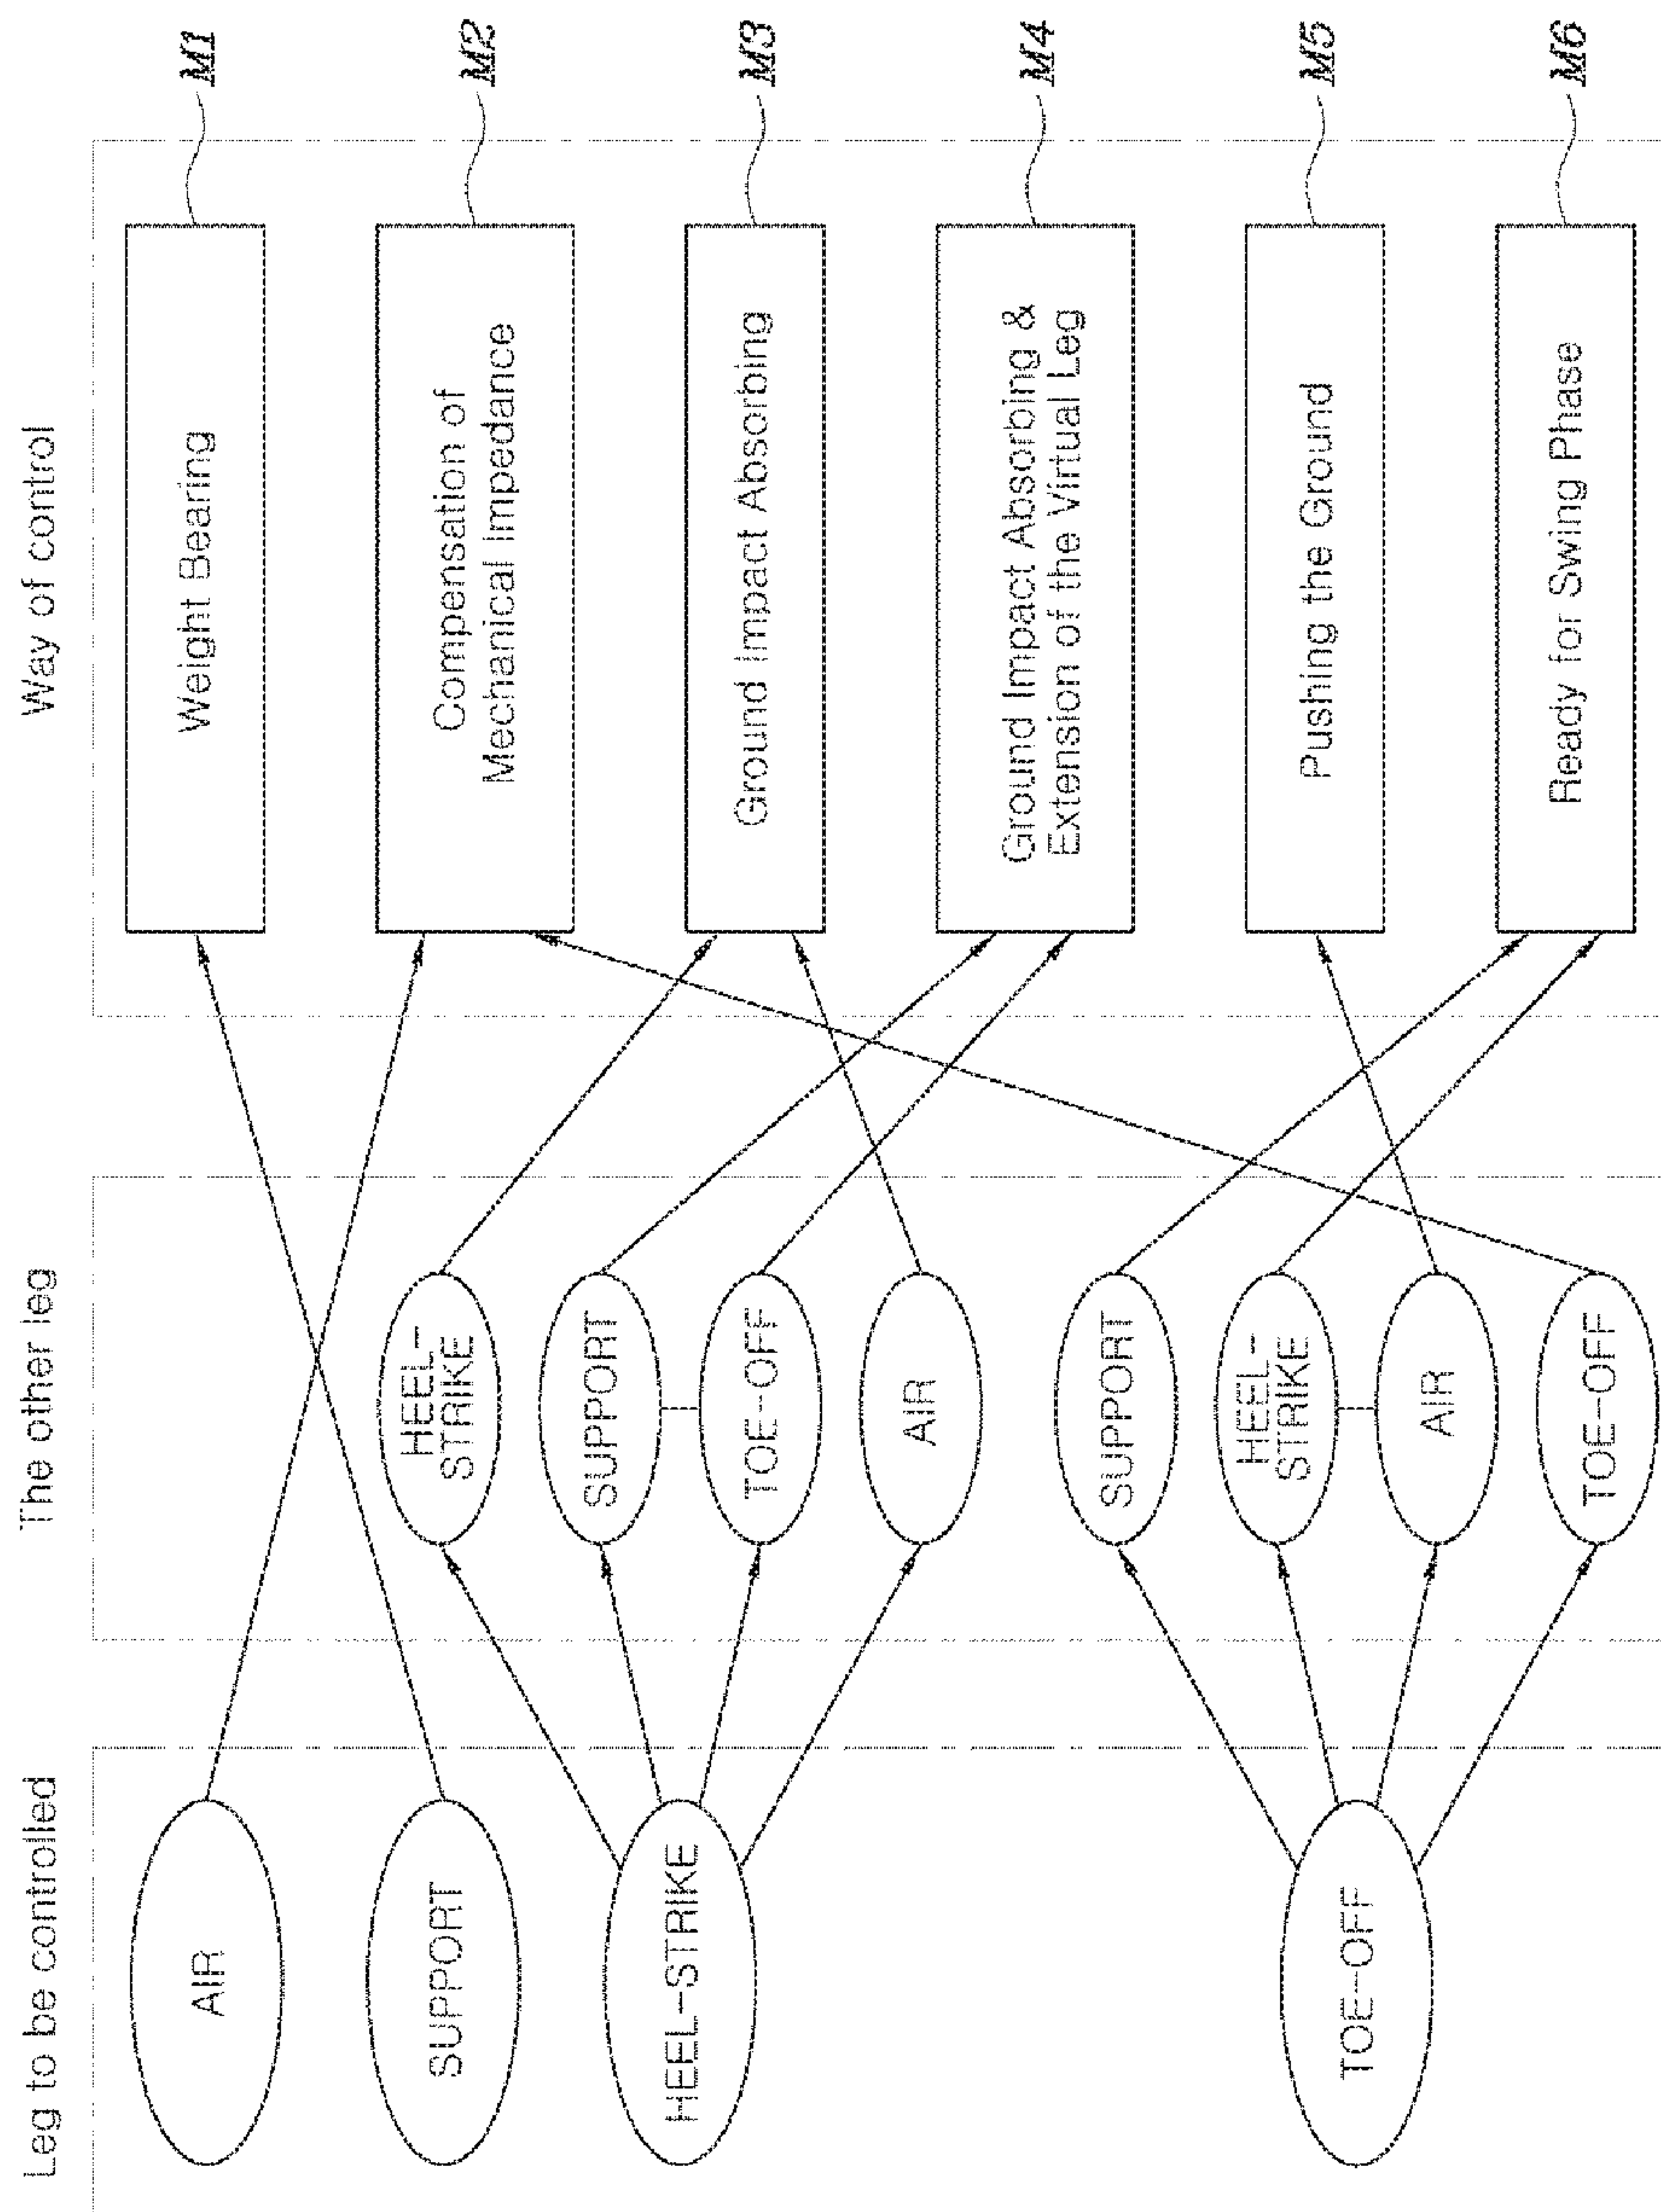 Leg to be controlled
The other leg
Way of control
AIR
SUPPORT
HEEL-STRIKE
TOE-OFF
HEEL-
STRIKE
SUPPORT
TOE-OFF
AIR
SUPPORT
HEEL-
STRIKE
AIR
TOE-OFF
Weight Bearing
M1
Compensation of
Mechanical Impedance
M2
Ground Impact Absorbing
M3
Ground Impact Absorbing &
Extension of the Virtual Leg
M4
Pushing the Ground
M5
Ready for Swing Phase
M6